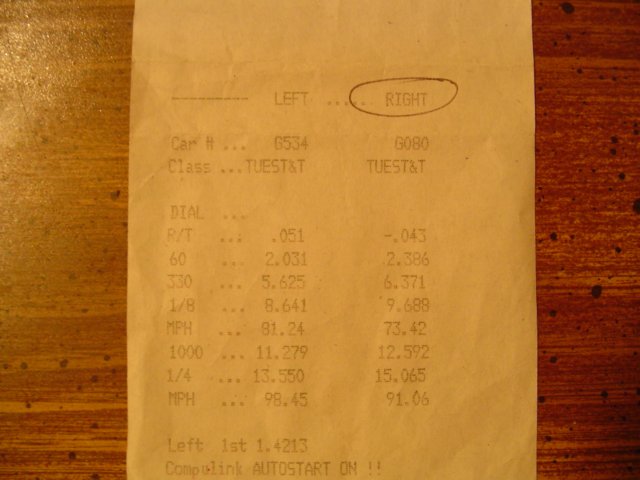 --------- LEFT ..... RIGHT
Car # ... G534 G080
Class ...TUEST&T TUEST&T
DIAL ...
R/T ... .051 -.043
60 ... 2.031 2.386
330 ... 5.625 6.371
1/8 ... 8.641 9.688
MPH ... 81.24 73.42
1000 ... 11.279 12.592
1/4 ... 13.550 15.065
MPH ... 98.45 91.06
Left 1st 1.4213
Compulink AUTOSTART ON !!